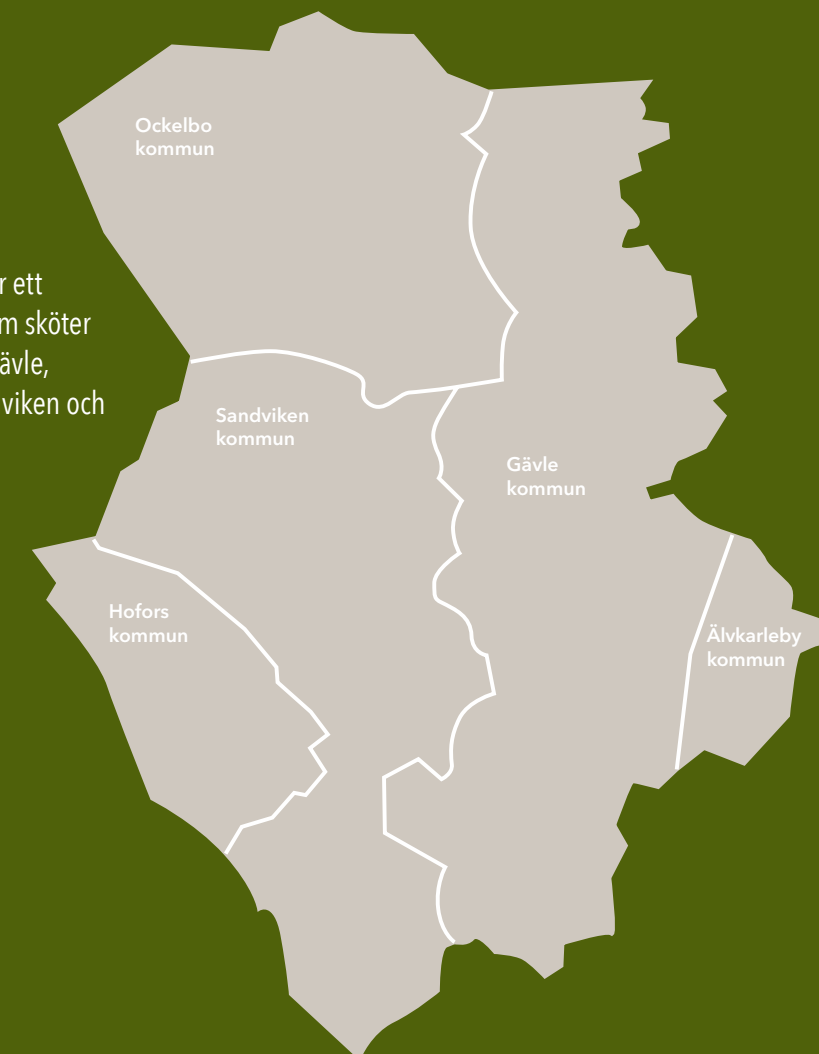 Ockelbo
kommun
r ett
m sköter
ävle,
viken och
Sandviken
kommun
Gävle
kommun
Hofors
kommun
Älvkarleby
kommun